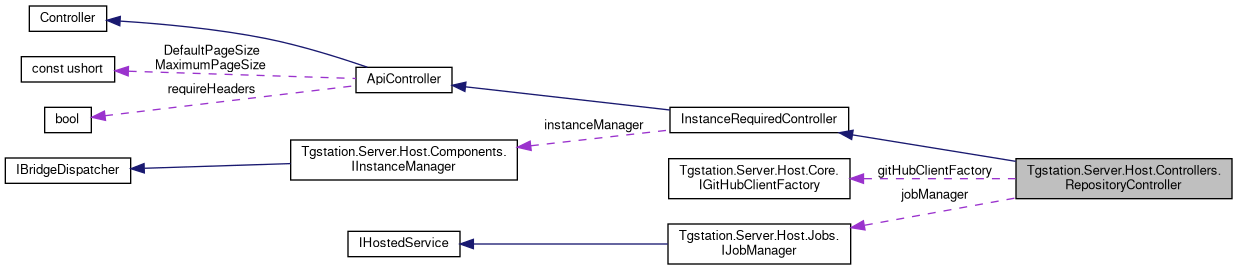 Controller
DefaultPageSize
MaximumPageSize
const ushort
ApiController
requireHeaders
bool
instanceManager
InstanceRequiredController
Tgstation.Server.Host.Components.
IInstanceManager
IBridgeDispatcher
Tgstation.Server.Host.Core.
IGitHubClientFactory
gitHubClientFactory
Tgstation.Server.Host.Controllers.
RepositoryController
jobManager
IHostedService
Tgstation.Server.Host.Jobs.
IJobManager